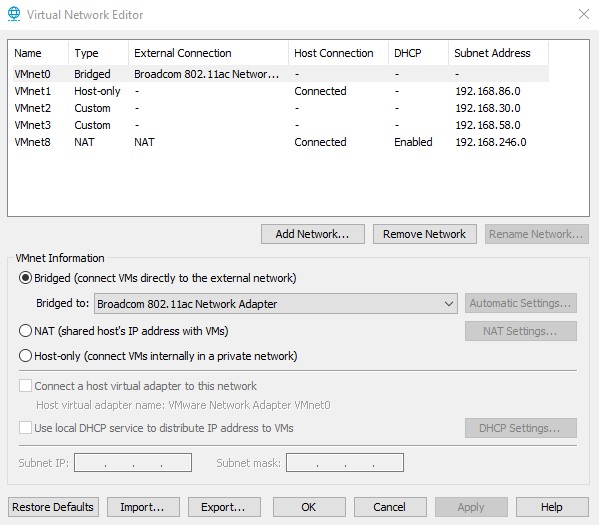 Virtual Network Editor
Name Type External Connection Host Connection DHCP Subnet Address
VMnet0 Bridged Broadcom 802.11ac Networ... - - -
VMnet1 Host-only - Connected - 192.168.86.0
VMnet2 Custom - - - 192.168.30.0
VMnet3 Custom - - - 192.168.58.0
VMnet8 NAT NAT Connected Enabled 192.168.246.0
Add Network... Remove Network Rename Network...
VMnet Information
Bridged (connect VMs directly to the external network)
Bridged to: Broadcom 802.11ac Network Adapter Automatic Settings...
NAT (shared host's IP address with VMs) NAT Settings...
Host-only (connect VMs internally in a private network)
Connect a host virtual adapter to this network
Host virtual adapter name: VMware Network Adapter VMnet0
Use local DHCP service to distribute IP address to VMs DHCP Settings...
Subnet IP: . . . Subnet mask: . . .
Restore Defaults Import... Export... OK Cancel Apply Help